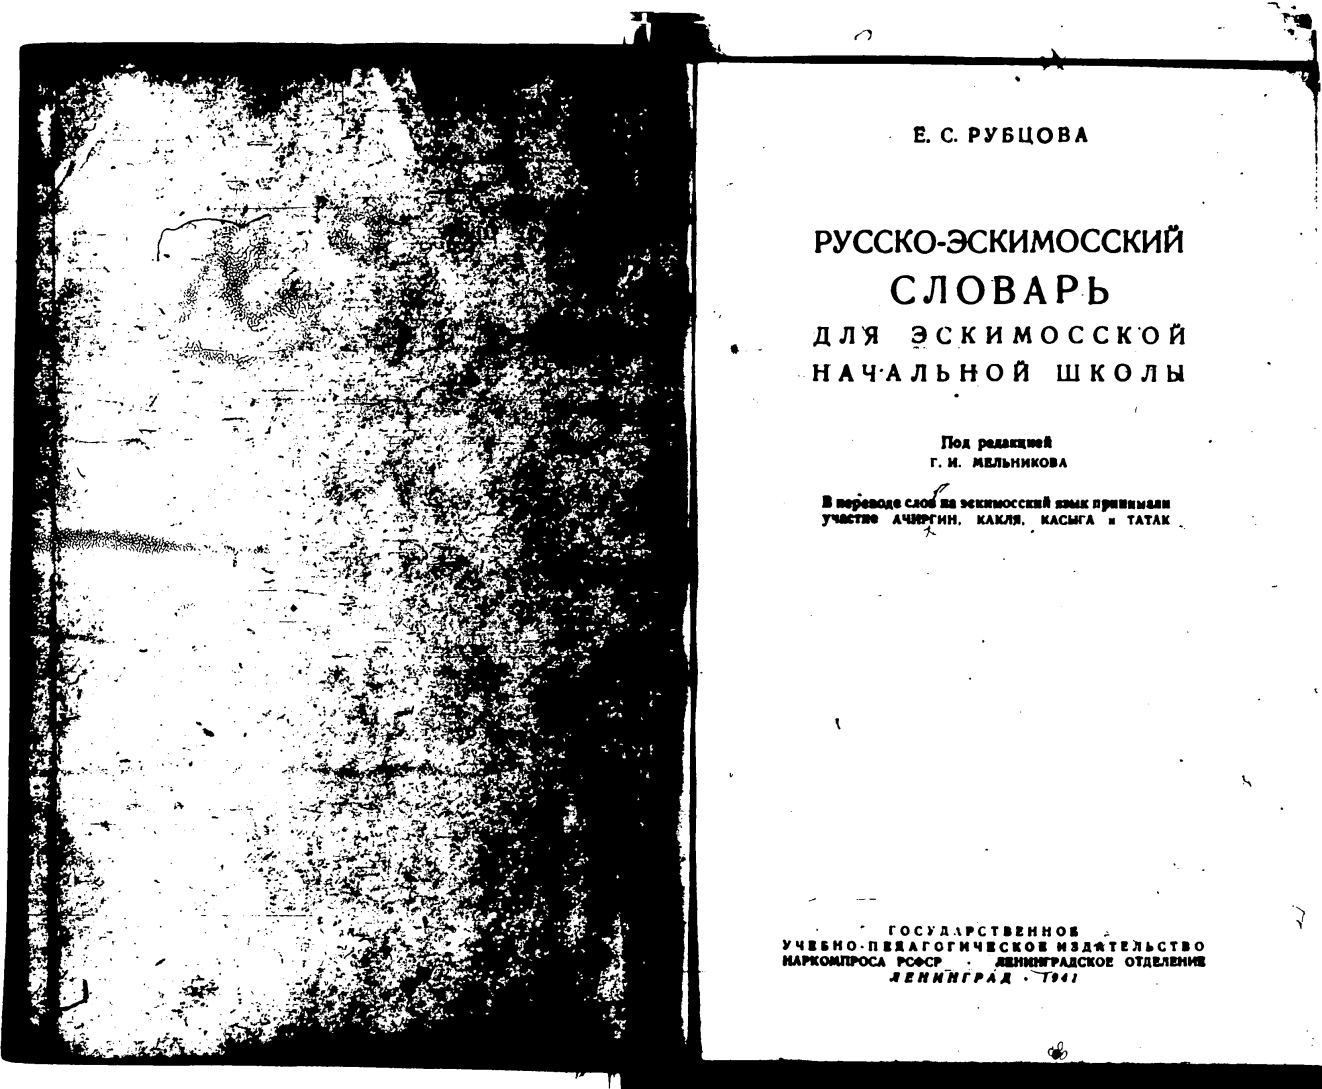 Е. С. РУБЦОВА
РУССКО-ЭСКИМОССКИЙ
СЛОВАРЬ
ДЛЯ ЭСКИМОССКОЙ
НАЧАЛЬНОЙ ШКОЛЫ
Под редакцией
Г. И. МЕЛЬНИКОВА
В переводе слов на эскимосский язык принимали
участие АЧИРГИН, КАКЛЯ, КАСЫГА и ТАТАК
ГОСУДАРСТВЕННОЕ
УЧЕБНО-ПЕДАГОГИЧЕСКОЕ ИЗДАТЕЛЬСТВО
НАРКОМПРОСА РСФСР · ЛЕНИНГРАДСКОЕ ОТДЕЛЕНИЕ
ЛЕНИНГРАД · 1941